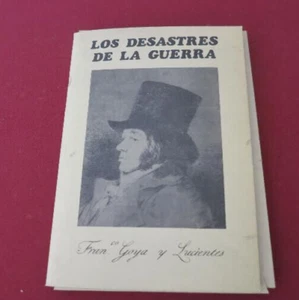 LOS DESASTRES
DE LA GUERRA
Fran.co Goya y Lucientes